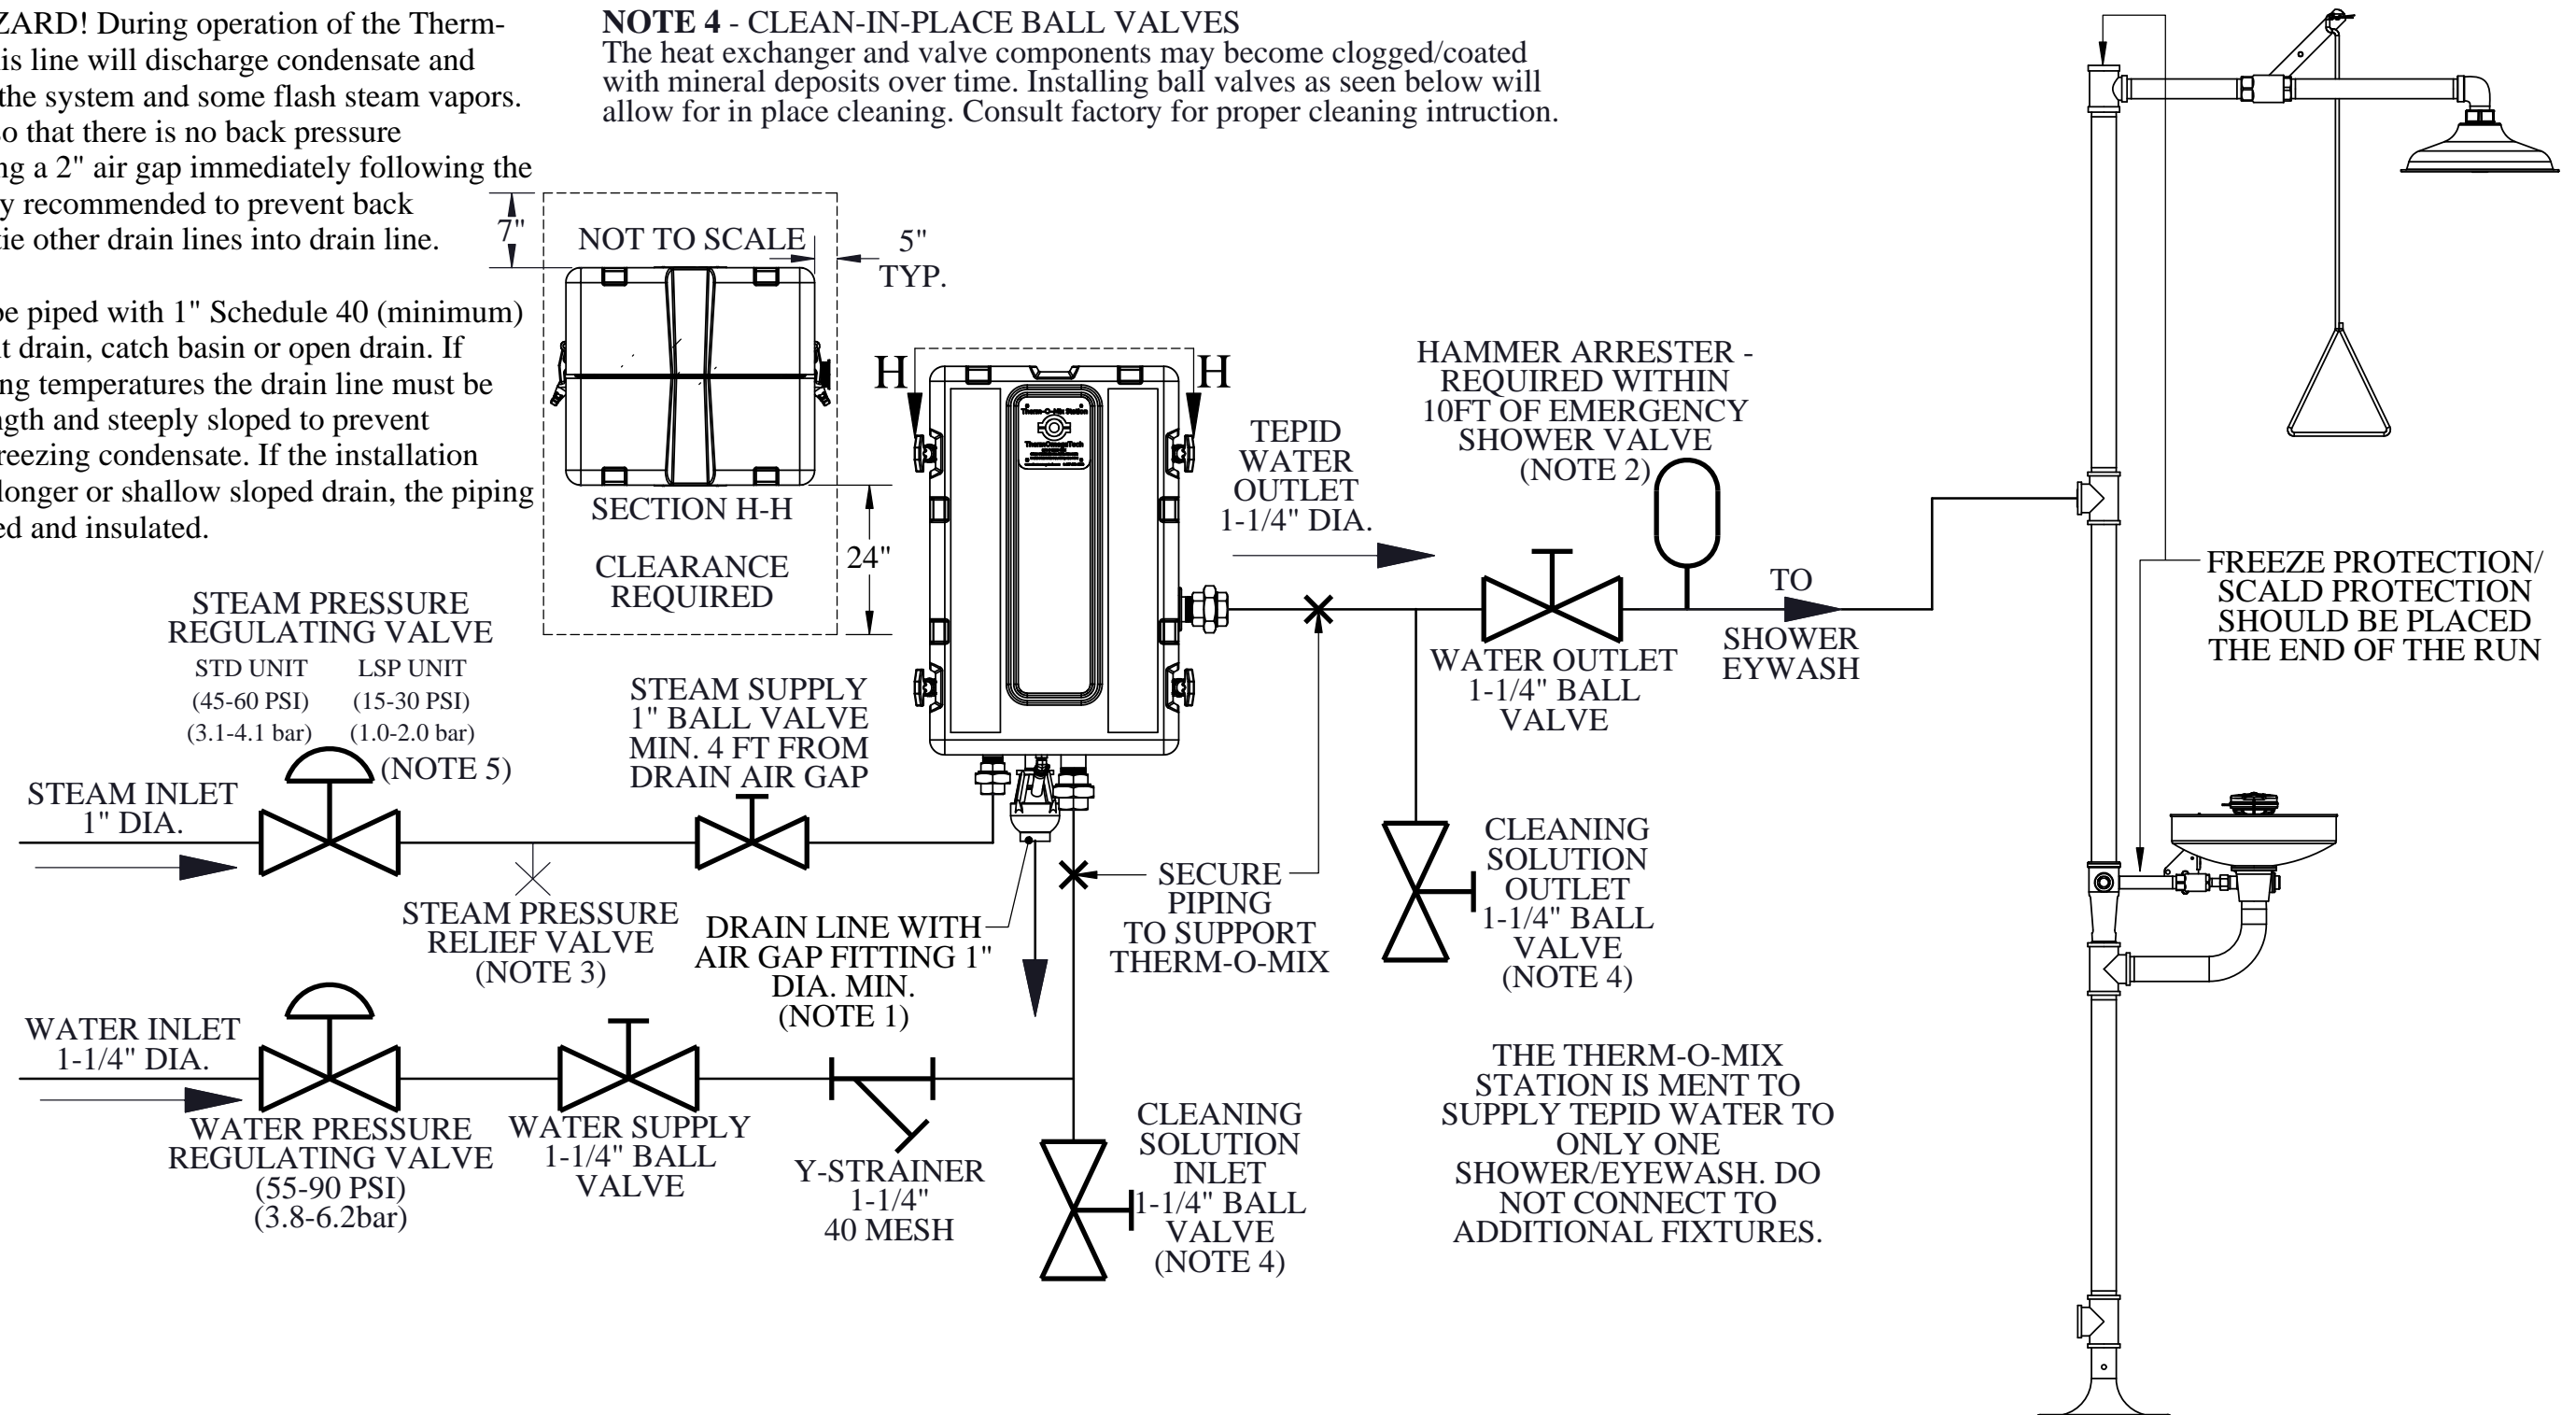 ZARD! During operation of the Therm-
is line will discharge condensate and
the system and some flash steam vapors.
so that there is no back pressure
ng a 2" air gap immediately following the
y recommended to prevent back
tie other drain lines into drain line.
be piped with 1" Schedule 40 (minimum)
t drain, catch basin or open drain. If
ng temperatures the drain line must be
ngth and steeply sloped to prevent
reezing condensate. If the installation
longer or shallow sloped drain, the piping
ed and insulated.
NOTE 4 - CLEAN-IN-PLACE BALL VALVES
The heat exchanger and valve components may become clogged/coated
with mineral deposits over time. Installing ball valves as seen below will
allow for in place cleaning. Consult factory for proper cleaning intruction.
7"
NOT TO SCALE
5"
TYP.
SECTION H-H
CLEARANCE
REQUIRED
24"
H
H
Therm-O-Mix Station
ThermOmegaTech
TEPID
WATER
OUTLET
1-1/4" DIA.
HAMMER ARRESTER -
REQUIRED WITHIN
10FT OF EMERGENCY
SHOWER VALVE
(NOTE 2)
TO
SHOWER
EYWASH
FREEZE PROTECTION/
SCALD PROTECTION
SHOULD BE PLACED
THE END OF THE RUN
WATER OUTLET
1-1/4" BALL
VALVE
STEAM PRESSURE
REGULATING VALVE
STD UNIT LSP UNIT
(45-60 PSI) (15-30 PSI)
(3.1-4.1 bar) (1.0-2.0 bar)
(NOTE 5)
STEAM SUPPLY
1" BALL VALVE
MIN. 4 FT FROM
DRAIN AIR GAP
STEAM INLET
1" DIA.
STEAM PRESSURE
RELIEF VALVE
(NOTE 3)
DRAIN LINE WITH
AIR GAP FITTING 1"
DIA. MIN.
(NOTE 1)
SECURE
PIPING
TO SUPPORT
THERM-O-MIX
CLEANING
SOLUTION
OUTLET
1-1/4" BALL
VALVE
(NOTE 4)
WATER INLET
1-1/4" DIA.
WATER PRESSURE
REGULATING VALVE
(55-90 PSI)
(3.8-6.2bar)
WATER SUPPLY
1-1/4" BALL
VALVE
Y-STRAINER
1-1/4"
40 MESH
CLEANING
SOLUTION
INLET
1-1/4" BALL
VALVE
(NOTE 4)
THE THERM-O-MIX
STATION IS MENT TO
SUPPLY TEPID WATER TO
ONLY ONE
SHOWER/EYEWASH. DO
NOT CONNECT TO
ADDITIONAL FIXTURES.